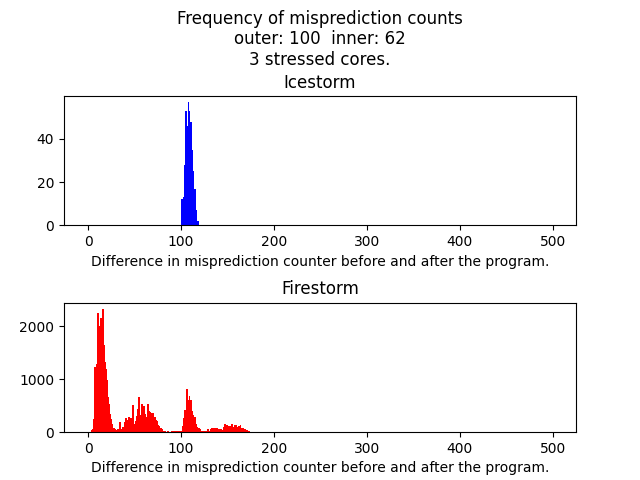 Frequency of misprediction counts
outer: 100  inner: 62
3 stressed cores.
Icestorm
40
20
0
0 100 200 300 400 500
Difference in misprediction counter before and after the program.
Firestorm
2000
1000
0
0 100 200 300 400 500
Difference in misprediction counter before and after the program.